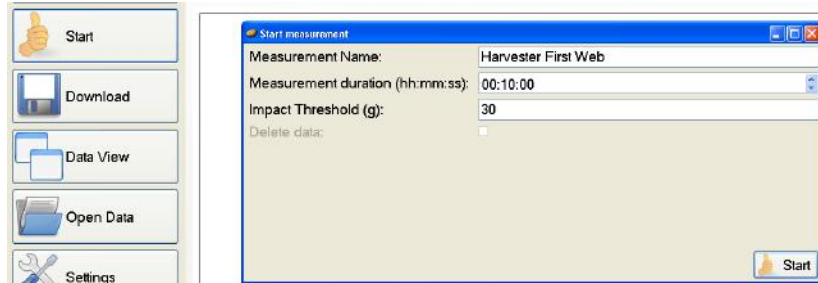 Start
Download
Data View
Open Data
Settings
Start measurement
Measurement Name: Harvester First Web
Measurement duration (hh:mm:ss): 00:10:00
Impact Threshold (g): 30
Delete data:
Start